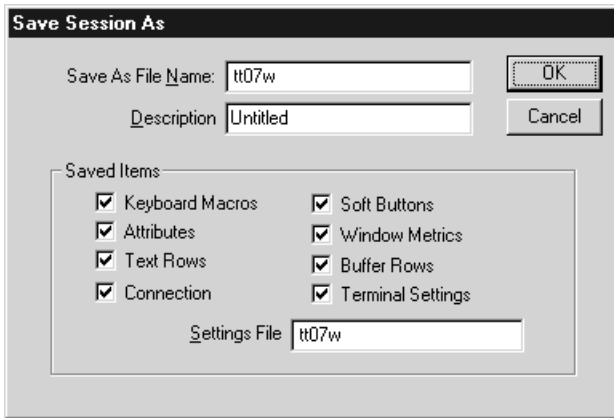 Save Session As
Save As File Name: tt07w
OK
Description Untitled
Cancel
Saved Items
Keyboard Macros
Soft Buttons
Attributes
Window Metrics
Text Rows
Buffer Rows
Connection
Terminal Settings
Settings File tt07w